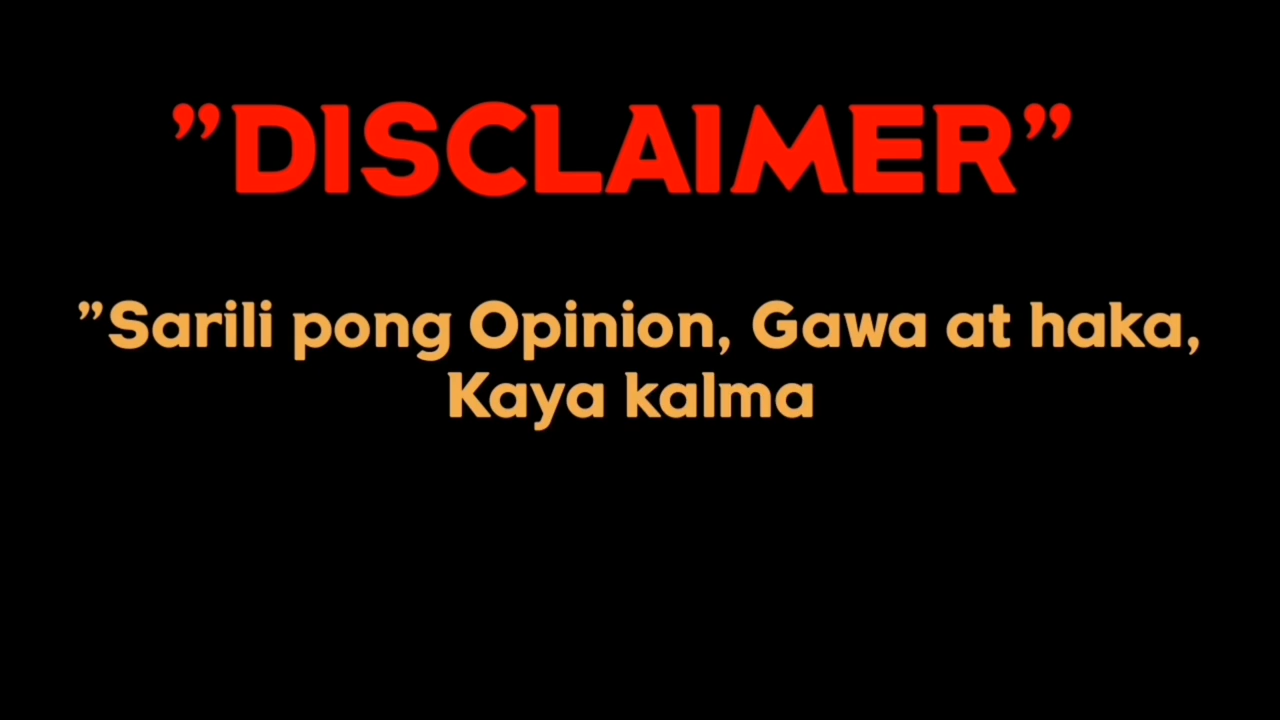 ”DISCLAIMER”
”Sarili pong Opinion, Gawa at haka,
Kaya kalma